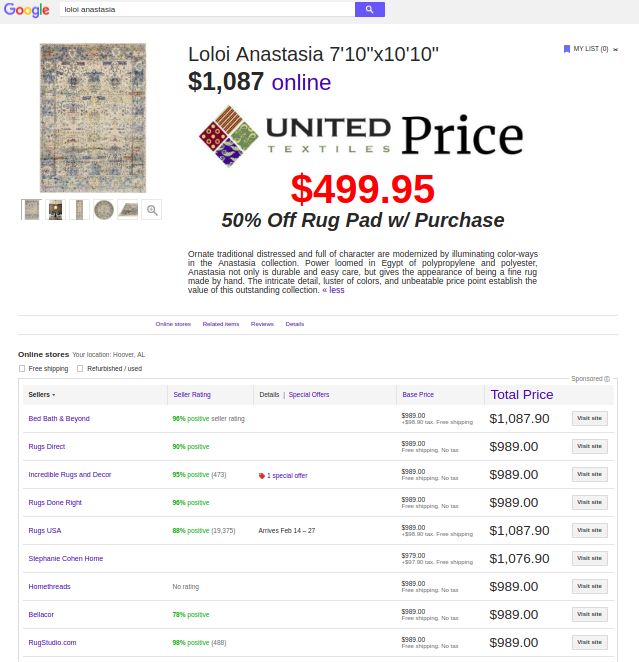 Google
loloi anastasia
Loloi Anastasia 7'10"x10'10"
MY LIST (0)
$1,087 online
UNITED
TEXTILES
Price
$499.95
50% Off Rug Pad w/ Purchase
Ornate traditional distressed and full of character are modernized by illuminating color-ways
in the Anastasia collection. Power loomed in Egypt of polypropylene and polyester,
Anastasia not only is durable and easy care, but gives the appearance of being a fine rug
made by hand. The intricate detail, luster of colors, and unbeatable price point establish the
value of this outstanding collection. « less
Online stores Related items Reviews Details
Online stores Your location: Hoover, AL
Free shipping Refurbished / used
Sponsored
Sellers Seller Rating Details | Special Offers Base Price Total Price
Bed Bath & Beyond 96% positive seller rating $989.00 $1,087.90 Visit site
+$98.90 tax. Free shipping
Rugs Direct 90% positive $989.00 $989.00 Visit site
Free shipping. No tax
Incredible Rugs and Decor 95% positive (473) 1 special offer $989.00 $989.00 Visit site
Free shipping. No tax
Rugs Done Right 96% positive $989.00 $989.00 Visit site
Free shipping. No tax
Rugs USA 88% positive (19,375) Arrives Feb 14 – 27 $989.00 $1,087.90 Visit site
+$98.90 tax. Free shipping
Stephanie Cohen Home $979.00 $1,076.90 Visit site
+$97.90 tax. Free shipping
Homethreads No rating $989.00 $989.00 Visit site
Free shipping. No tax
Bellacor 78% positive $989.00 $989.00 Visit site
Free shipping. No tax
RugStudio.com 98% positive (488) $989.00 $989.00 Visit site
Free shipping. No tax